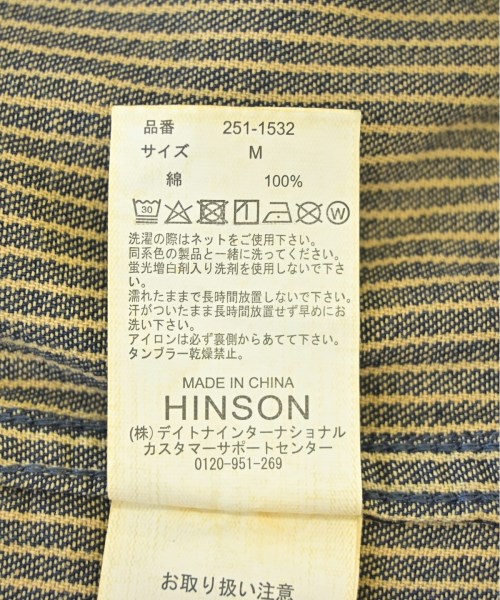 品番 251-1532
サイズ M
綿 100%
30 W
洗濯の際はネットをご使用下さい。
同系色の製品と一緒に洗ってください。
蛍光増白剤入り洗剤を使用しないで下さ
い。
濡れたままで長時間放置しないで下さい。
汗がついたまま長時間放置せず早めにお
洗い下さい。
アイロンは必ず裏側からあてて下さい。
タンブラー乾燥禁止。
MADE IN CHINA
HINSON
(株)デイトナインターナショナル
カスタマーサポートセンター
0120-951-269
お取り扱い注意